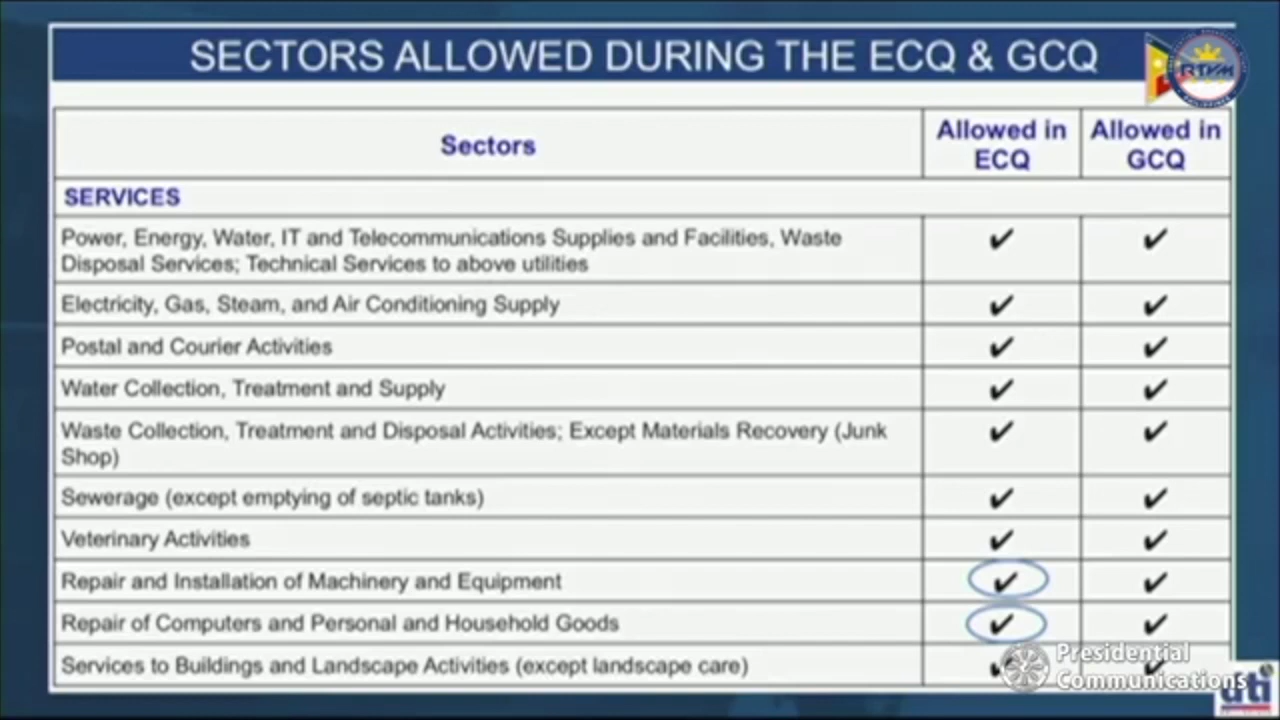 SECTORS ALLOWED DURING THE ECQ & GCQ
RTVM
PHILIPPINES
Sectors
Allowed in
ECQ
Allowed in
GCQ
SERVICES
Power, Energy, Water, IT and Telecommunications Supplies and Facilities, Waste
Disposal Services; Technical Services to above utilities
✔
✔
Electricity, Gas, Steam, and Air Conditioning Supply
✔
✔
Postal and Courier Activities
✔
✔
Water Collection, Treatment and Supply
✔
✔
Waste Collection, Treatment and Disposal Activities; Except Materials Recovery (Junk
Shop)
✔
✔
Sewerage (except emptying of septic tanks)
✔
✔
Veterinary Activities
✔
✔
Repair and Installation of Machinery and Equipment
✔
✔
Repair of Computers and Personal and Household Goods
✔
✔
Services to Buildings and Landscape Activities (except landscape care)
✔
✔
Presidential
Communications
dti